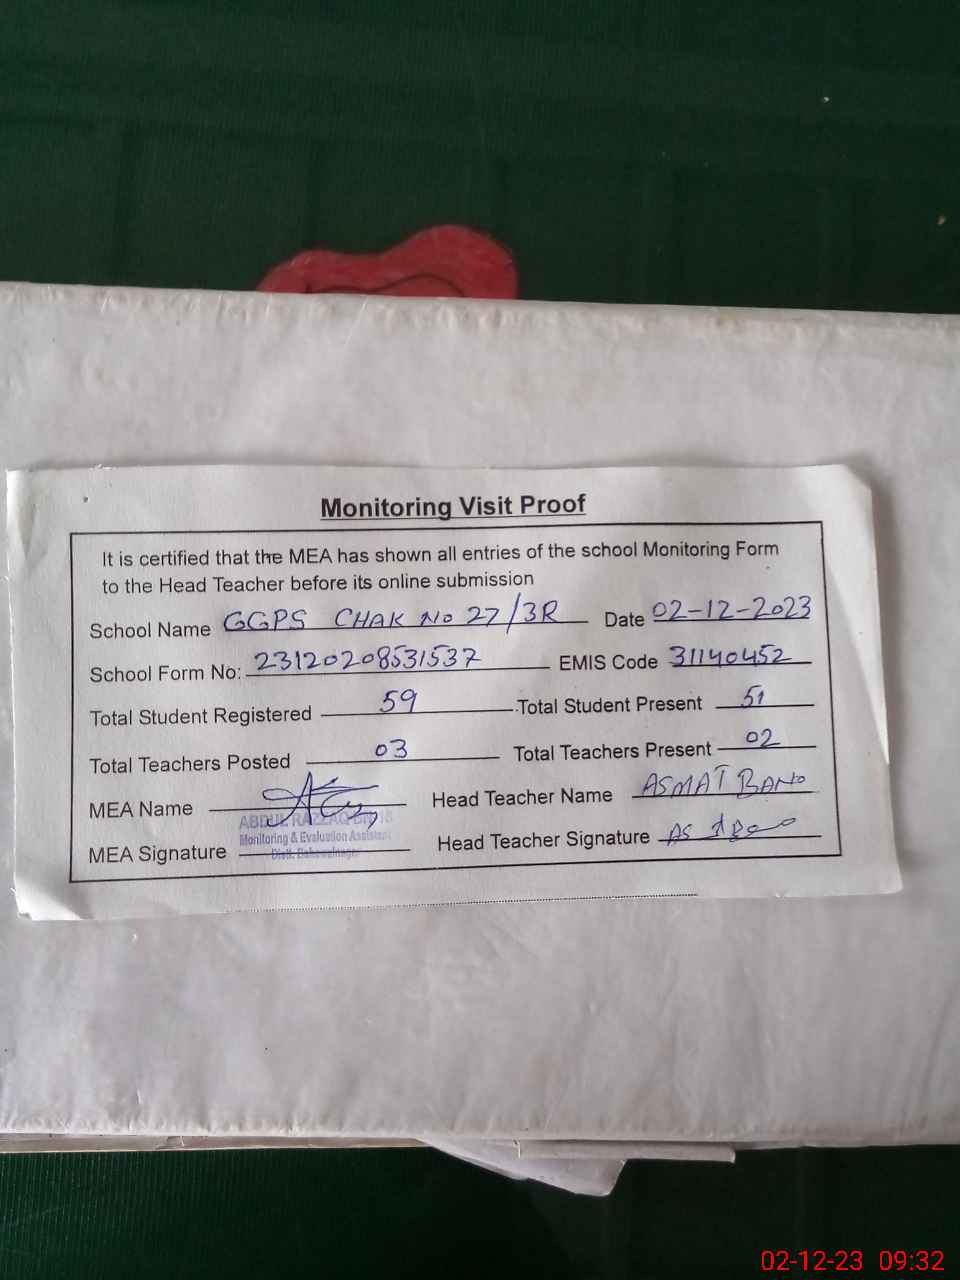 Monitoring Visit Proof
It is certified that the MEA has shown all entries of the school Monitoring Form
to the Head Teacher before its online submission
School Name GGPS CHAK No 27/3R Date 02-12-2023
School Form No: 23120208531537 EMIS Code 31140452
Total Student Registered 59 Total Student Present 51
Total Teachers Posted 03 Total Teachers Present 02
MEA Name Head Teacher Name ASMAT BANO
ABDUL RAZZAQ
Monitoring & Evaluation Assistant
MEA Signature Head Teacher Signature
Distt. Bahawalnagar
02-12-23 09:32